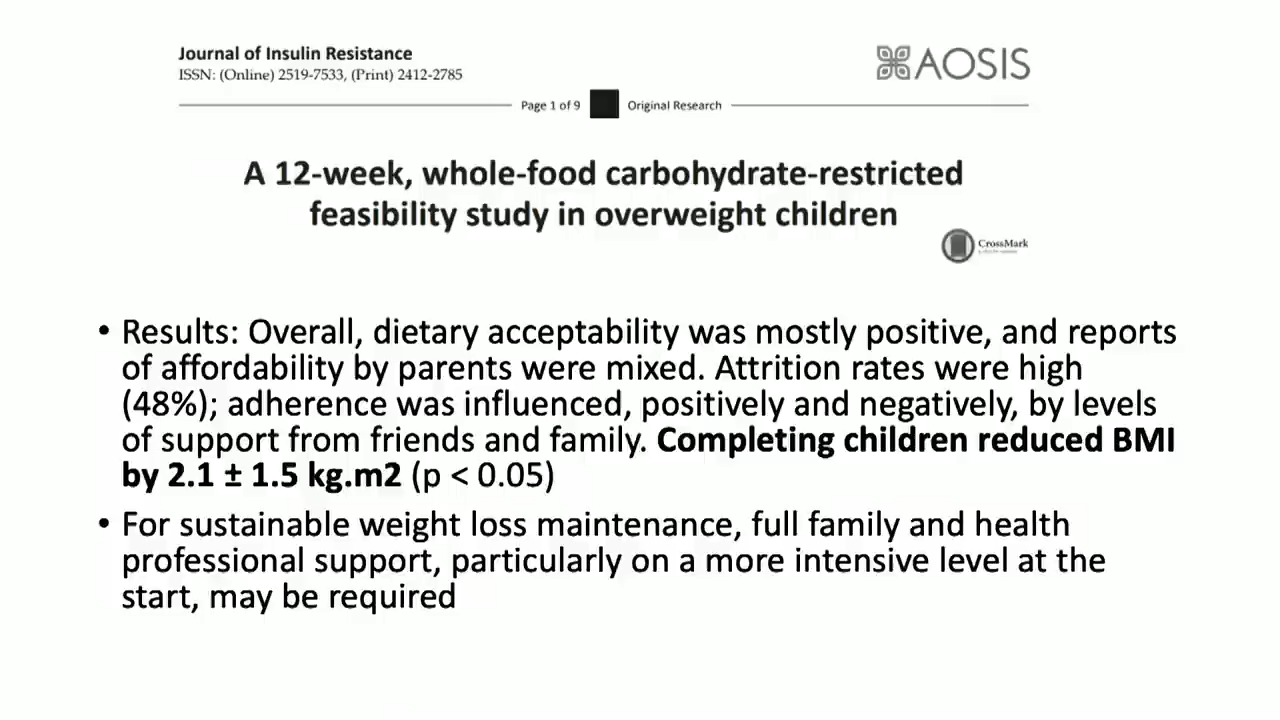 Journal of Insulin Resistance
ISSN: (Online) 2519-7533, (Print) 2412-2785
AOSIS
Page 1 of 9 Original Research
A 12-week, whole-food carbohydrate-restricted
feasibility study in overweight children
CrossMark
• Results: Overall, dietary acceptability was mostly positive, and reports
of affordability by parents were mixed. Attrition rates were high
(48%); adherence was influenced, positively and negatively, by levels
of support from friends and family. Completing children reduced BMI
by 2.1 ± 1.5 kg.m2 (p < 0.05)
• For sustainable weight loss maintenance, full family and health
professional support, particularly on a more intensive level at the
start, may be required